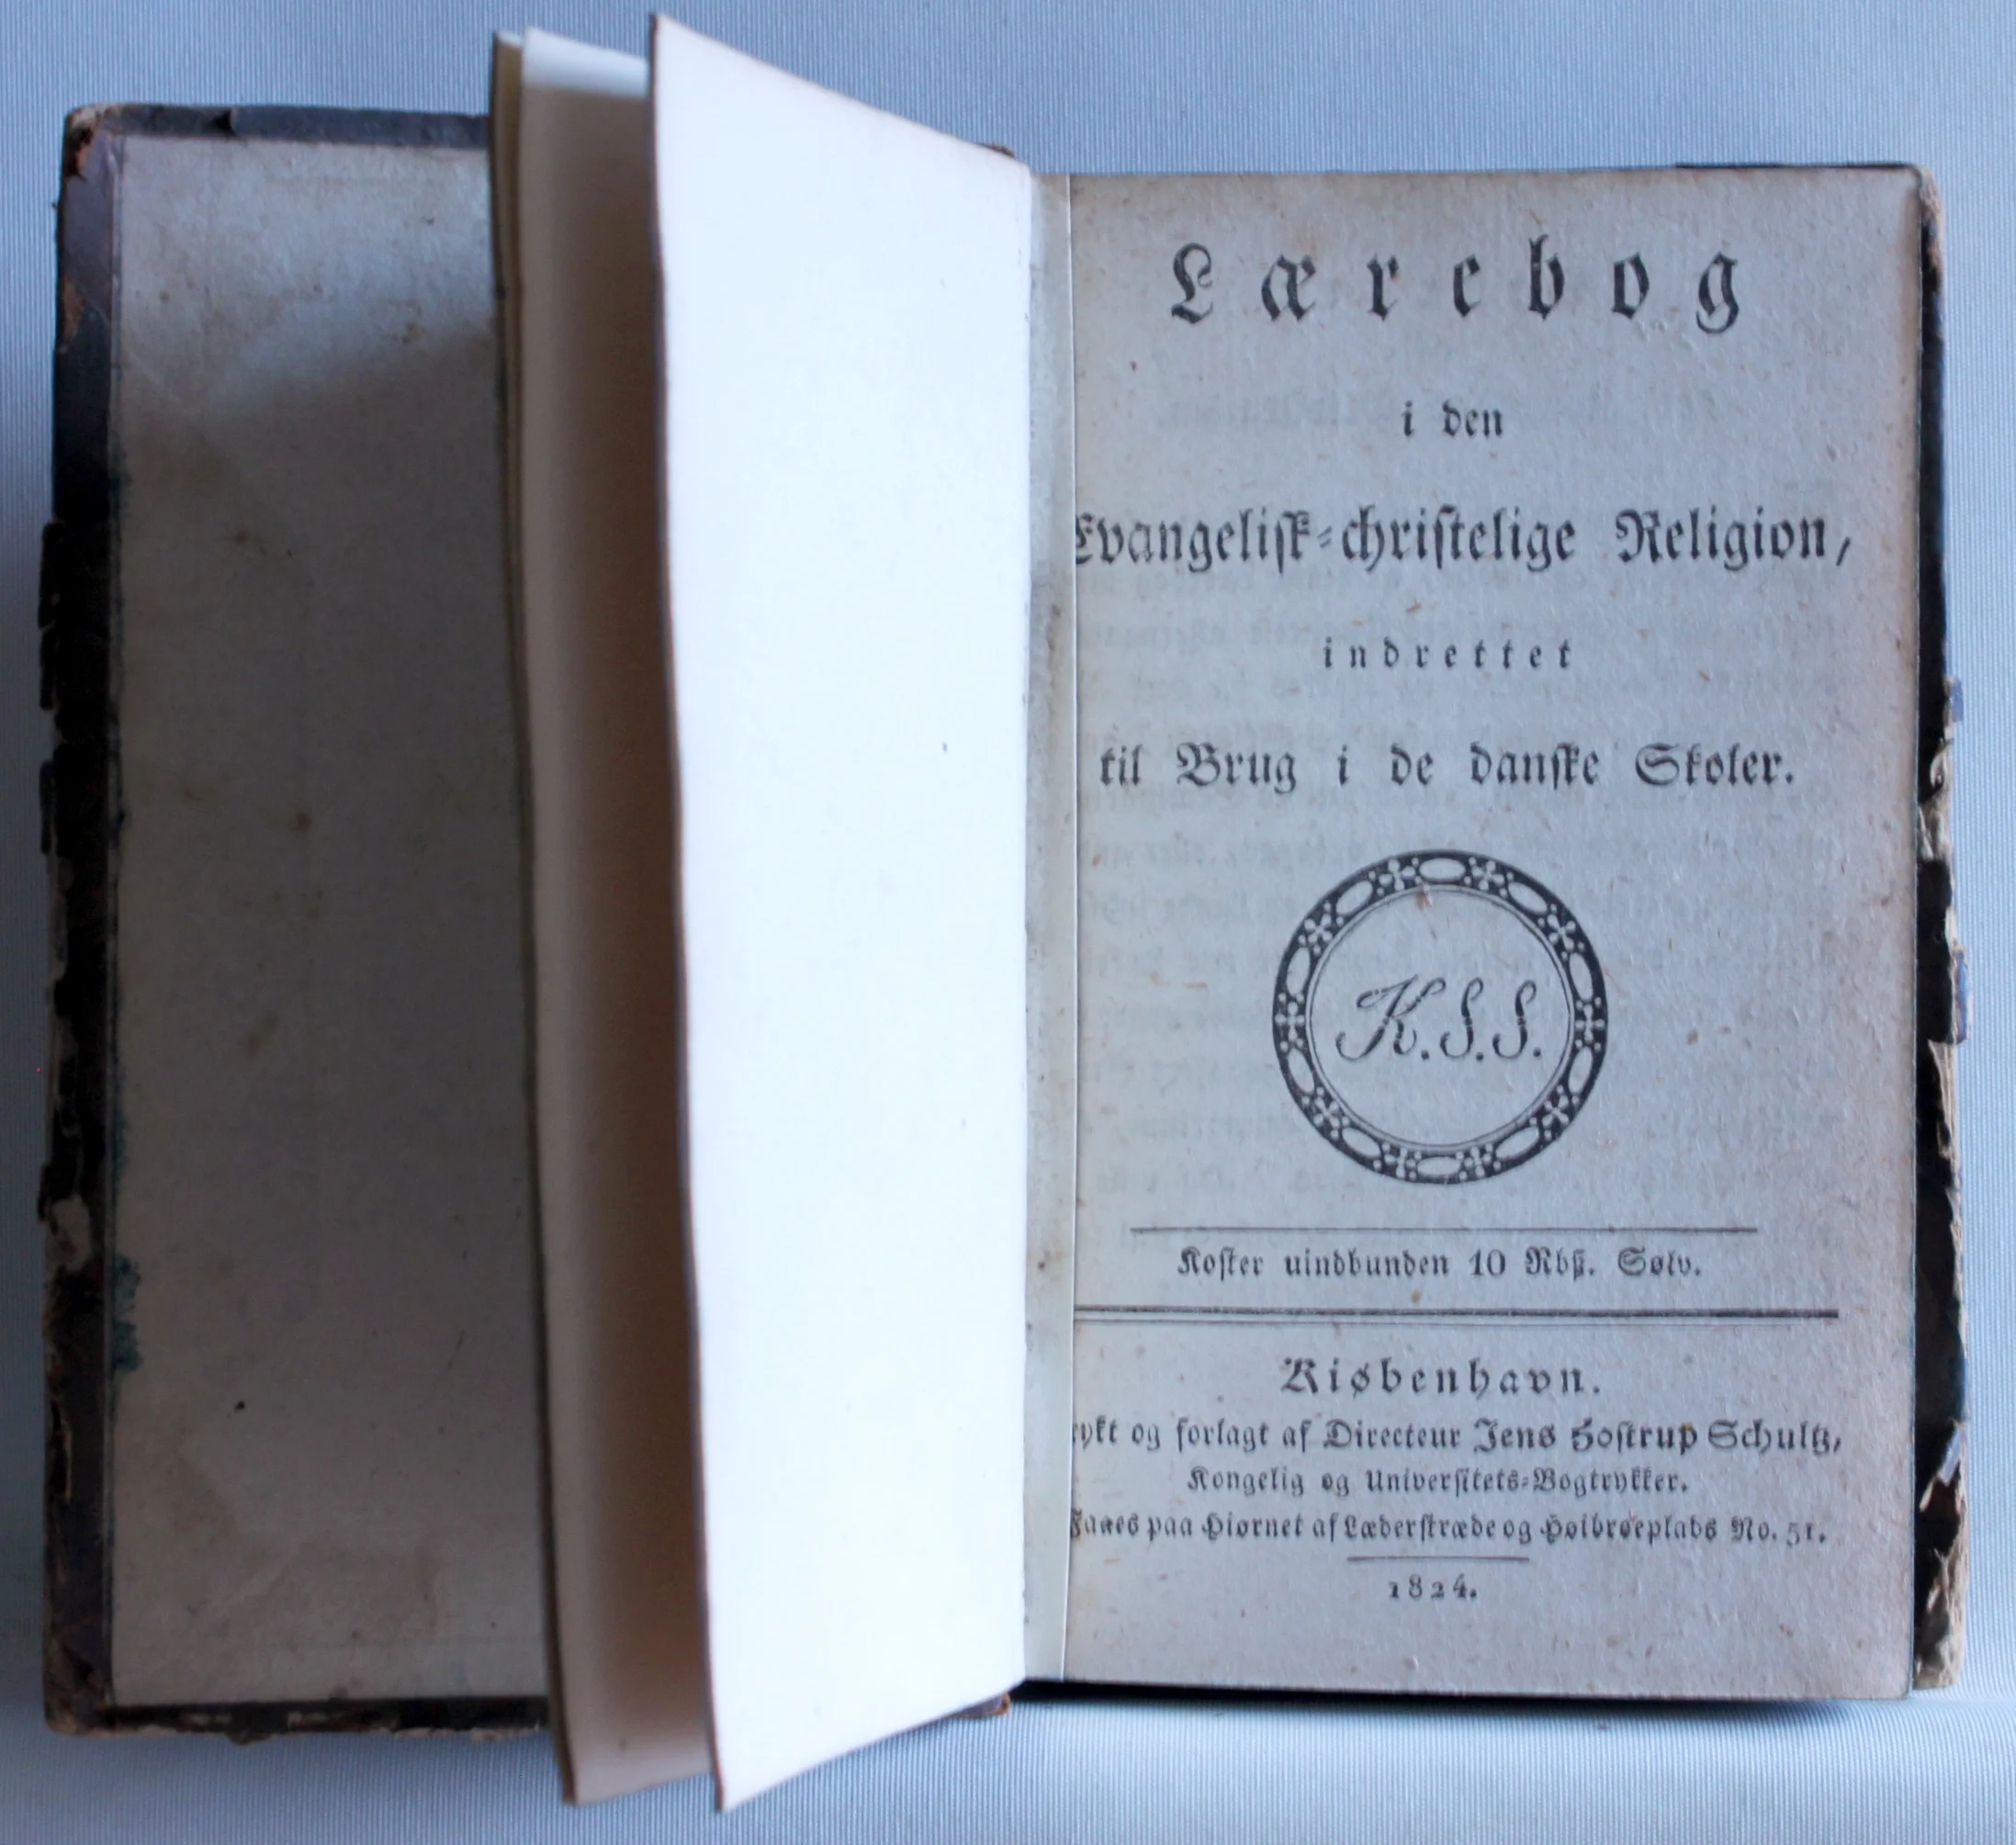 Lærebog
i den
Evangelisk-christelige Religion,
indrettet
til Brug i de danske Skoler.
K.S.S.
Koster uindbunden 10 Rbß. Sølv.
Kiøbenhavn.
rykt og forlagt af Directeur Jens Hostrup Schultz,
Kongelig og Universitets-Bogtrykker.
Faaes paa Hiørnet af Læderstræde og Høibroeplads No. 51.
1824.